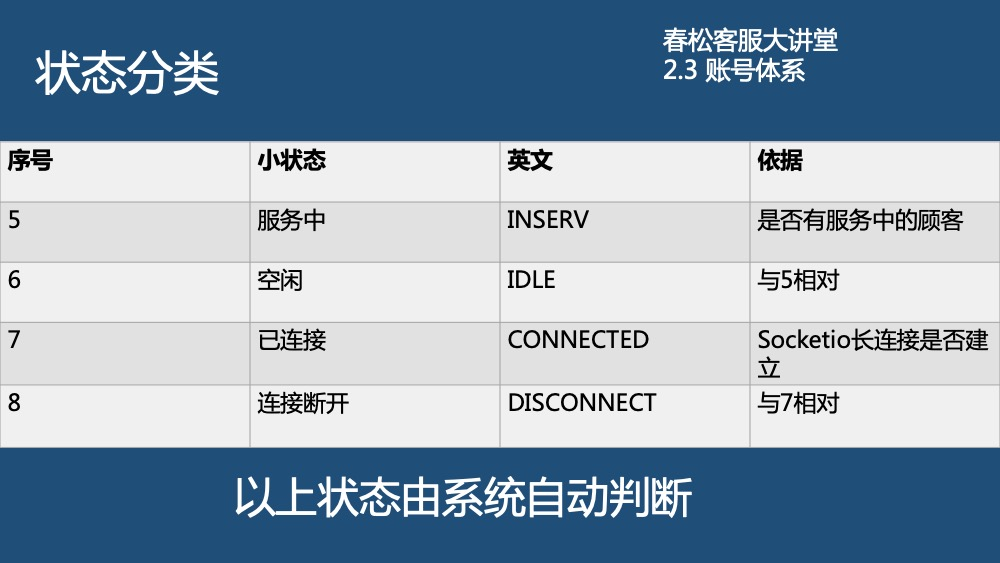 状态分类
春松客服大讲堂
2.3 账号体系
序号 小状态 英文 依据
5 服务中 INSERV 是否有服务中的顾客
6 空闲 IDLE 与5相对
7 已连接 CONNECTED Socketio长连接是否建
立
8 连接断开 DISCONNECT 与7相对
以上状态由系统自动判断